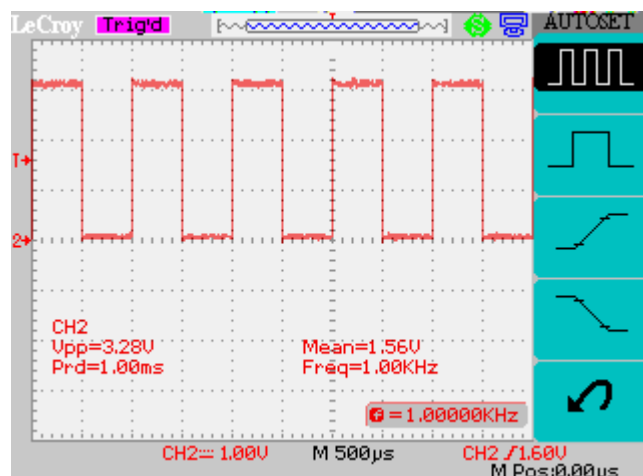 LeCroy Trig'd AUTOSET
T
2
CH2
Vpp=3.28V Mean=1.56V
Prd=1.00ms Freq=1.00KHz
f = 1.00000KHz
CH2 1.00V M 500µs CH2 /1.60V
M Pos:0.00µs